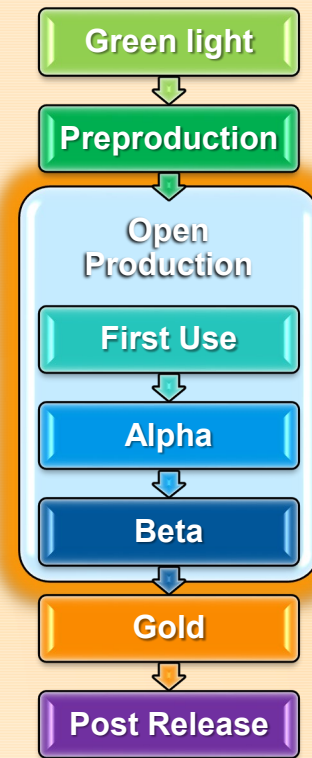 Green light
Preproduction
Open
Production
First Use
Alpha
Beta
Gold
Post Release